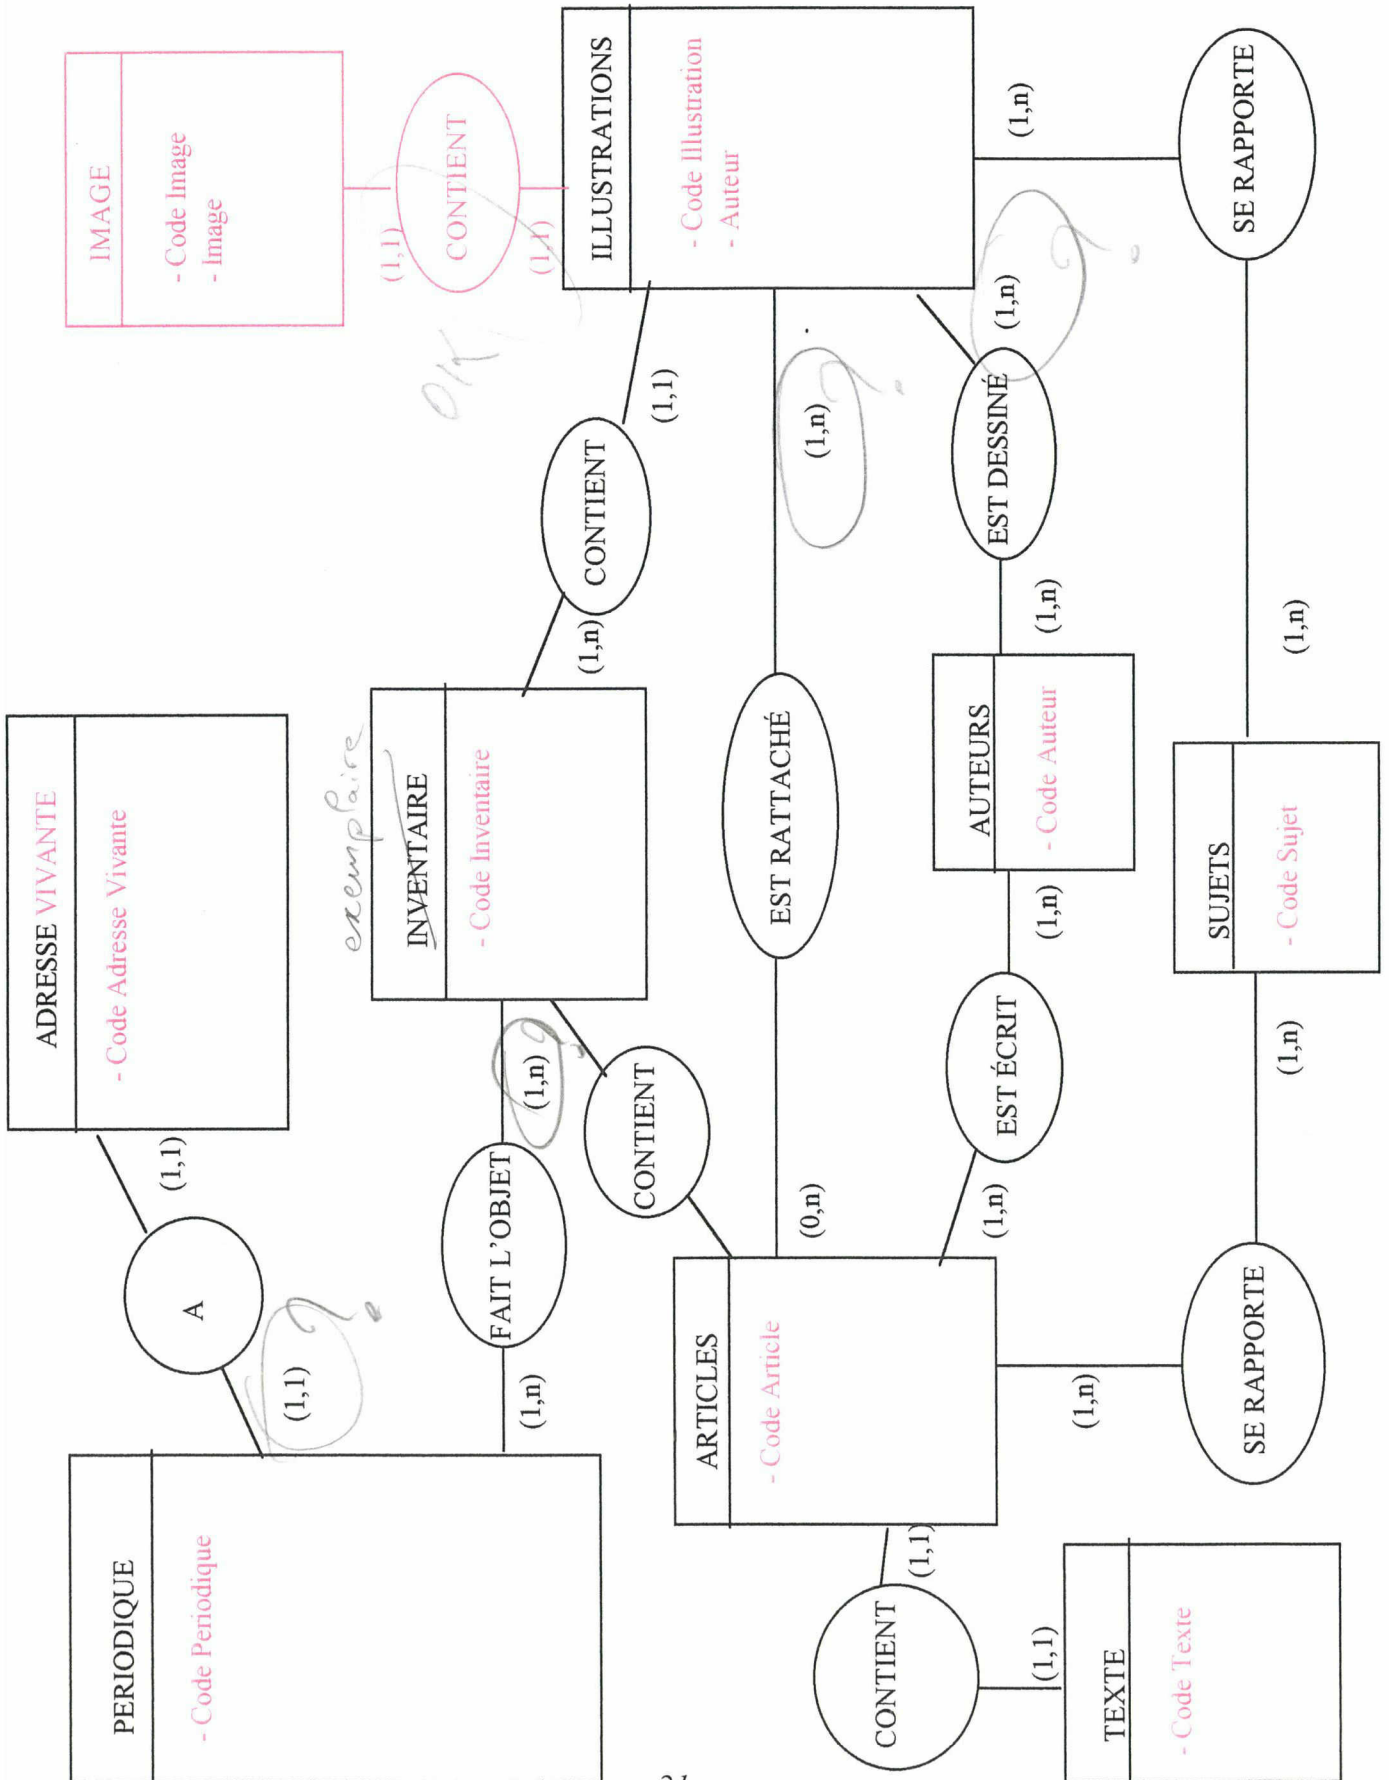 PERIODIQUE
- Code Periodique
(1,1)
?
A
(1,1)
ADRESSE VIVANTE
- Code Adresse Vivante
(1,n)
FAIT L'OBJET
(1,n)
?
exemplaire
INVENTAIRE
- Code Inventaire
CONTIENT
(1,n)
CONTIENT
(1,1)
OK
IMAGE
- Code Image
- Image
(1,1)
CONTIENT
(1,1)
ILLUSTRATIONS
- Code Illustration
- Auteur
ARTICLES
- Code Article
(0,n)
EST RATTACHÉ
(1,n)
?
(1,n)
EST ÉCRIT
(1,n)
AUTEURS
- Code Auteur
(1,n)
EST DESSINÉ
(1,n)
?
(1,1)
CONTIENT
(1,1)
TEXTE
- Code Texte
(1,n)
SE RAPPORTE
(1,n)
SUJETS
- Code Sujet
(1,n)
SE RAPPORTE
(1,n)